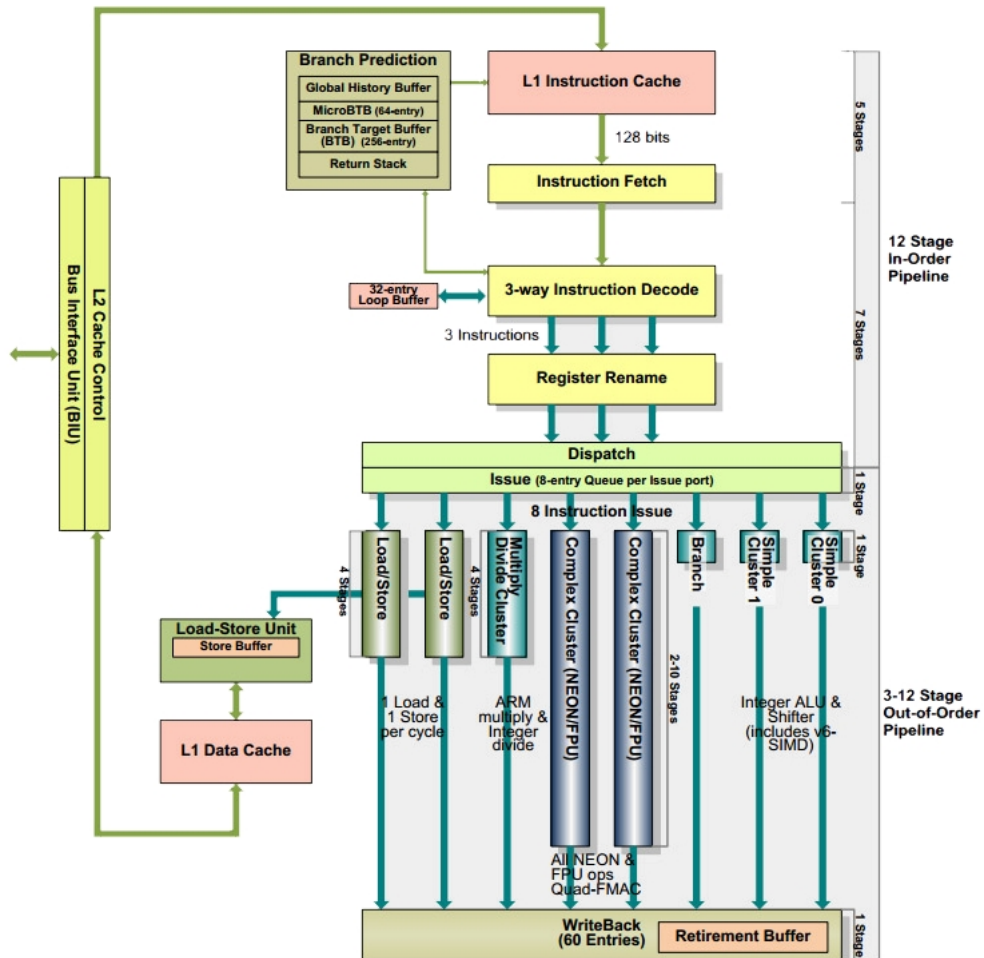 Branch Prediction
Global History Buffer
MicroBTB (64-entry)
Branch Target Buffer
(BTB) (256-entry)
Return Stack
L1 Instruction Cache
128 bits
Instruction Fetch
5 Stages
12 Stage
In-Order
Pipeline
32-entry
Loop Buffer
3-way Instruction Decode
3 Instructions
7 Stages
Register Rename
L2 Cache Control
Bus Interface Unit (BIU)
Dispatch
Issue (8-entry Queue per Issue port)
1
Stage
8 Instruction Issue
4 Stages
Load/Store
Load/Store
4 Stages
Multiply
Divide Cluster
Complex Cluster (NEON/FPU)
Complex Cluster (NEON/FPU)
2-10 Stages
Branch
Simple
Cluster 1
Simple
Cluster 0
1
Stage
Load-Store Unit
Store Buffer
L1 Data Cache
1 Load &
1 Store
per cycle
ARM
multiply &
Integer
divide
Integer ALU &
Shifter
(includes v6-
SIMD)
3-12 Stage
Out-of-Order
Pipeline
All NEON &
FPU ops
Quad-FMAC
WriteBack
(60 Entries)
Retirement Buffer
1
Stage